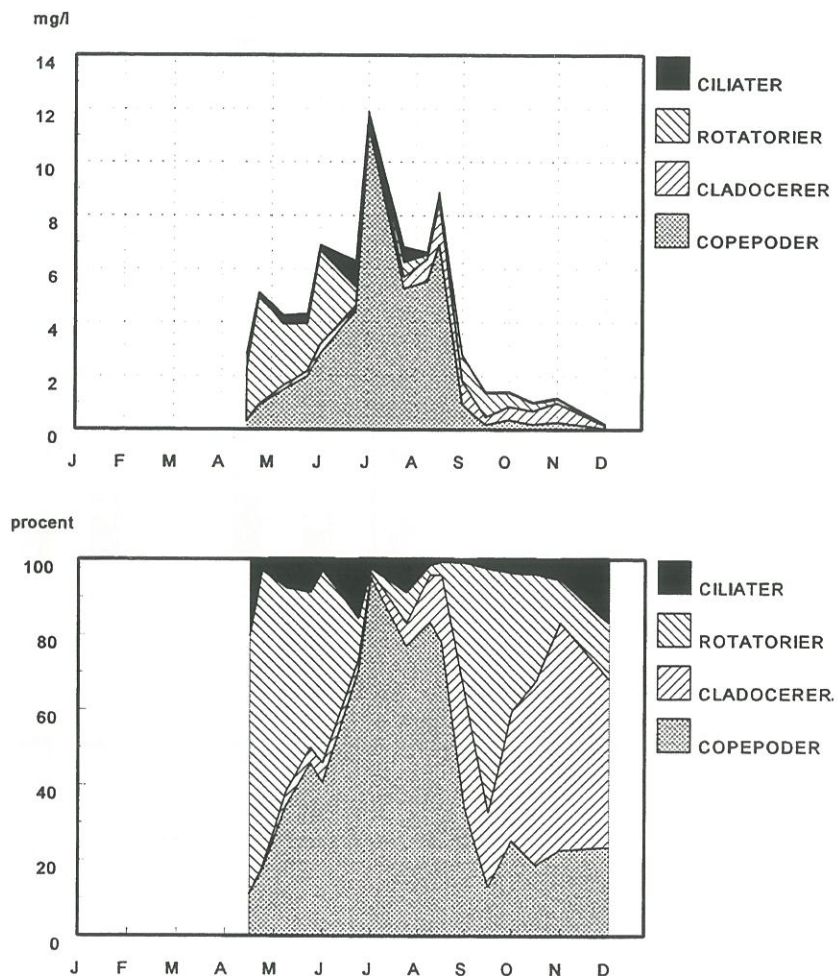 mg/l
14
12
10
8
6
4
2
0
J F M A M J J A S O N D
CILIATER
ROTATORIER
CLADOCERER
COPEPODER
procent
100
80
60
40
20
0
J F M A M J J A S O N D
CILIATER
ROTATORIER
CLADOCERER.
COPEPODER